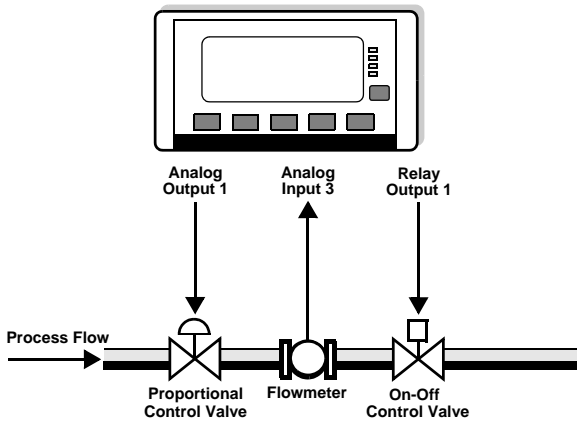 Analog
Output 1
Analog
Input 3
Relay
Output 1
Process Flow
Proportional
Control Valve
Flowmeter
On-Off
Control Valve